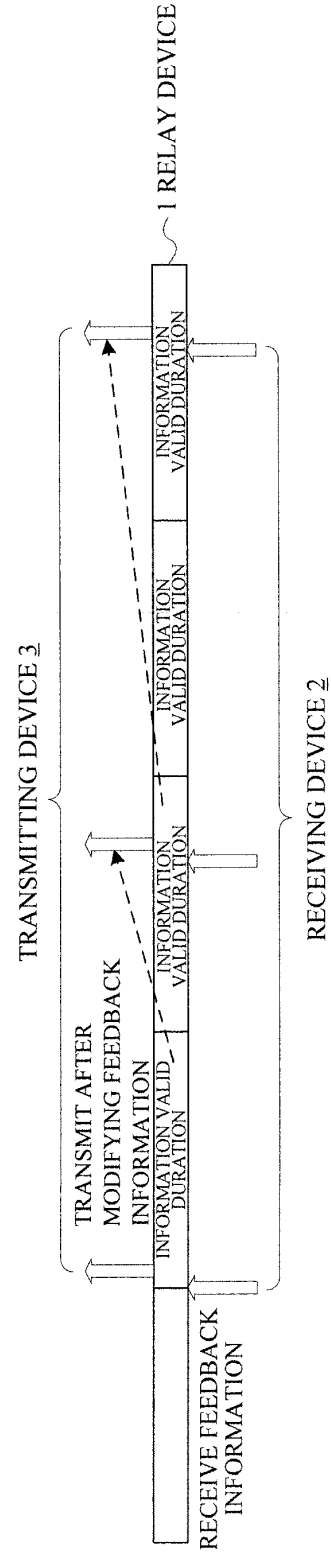 TRANSMITTING DEVICE 3
TRANSMIT AFTER
MODIFYING FEEDBACK
INFORMATION
INFORMATION VALID
DURATION
INFORMATION
VALID DURATION
INFORMATION
VALID DURATION
INFORMATION
VALID DURATION
1 RELAY DEVICE
RECEIVE FEEDBACK
INFORMATION
RECEIVING DEVICE 2